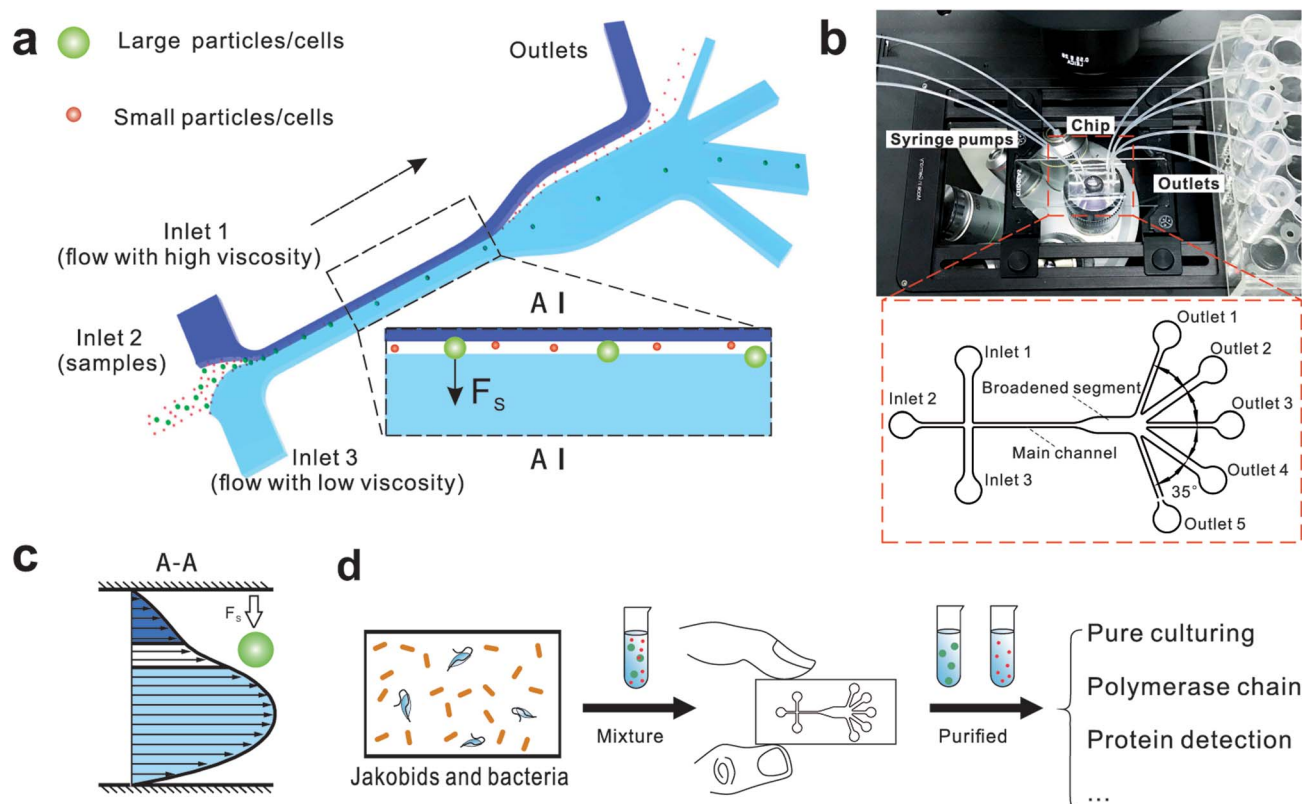 a
Large particles/cells
Small particles/cells
Outlets
Inlet 1
(flow with high viscosity)
Inlet 2
(samples)
Inlet 3
(flow with low viscosity)
A I
Fs
A I
b
Syringe pumps
Chip
Outlets
Inlet 1
Inlet 2
Inlet 3
Broadened segment
Main channel
Outlet 1
Outlet 2
Outlet 3
Outlet 4
35°
Outlet 5
c
A-A
Fs
d
Jakobids and bacteria
Mixture
Purified
Pure culturing
Polymerase chain
Protein detection
...